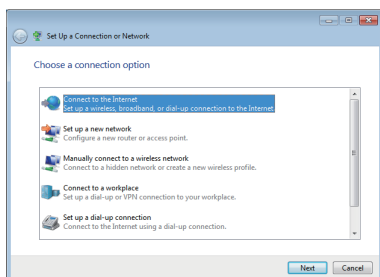 Set Up a Connection or Network
Choose a connection option
Connect to the Internet
Set up a wireless, broadband, or dial-up connection to the Internet.
Set up a new network
Configure a new router or access point.
Manually connect to a wireless network
Connect to a hidden network or create a new wireless profile.
Connect to a workplace
Set up a dial-up or VPN connection to your workplace.
Set up a dial-up connection
Connect to the Internet using a dial-up connection.
Next Cancel